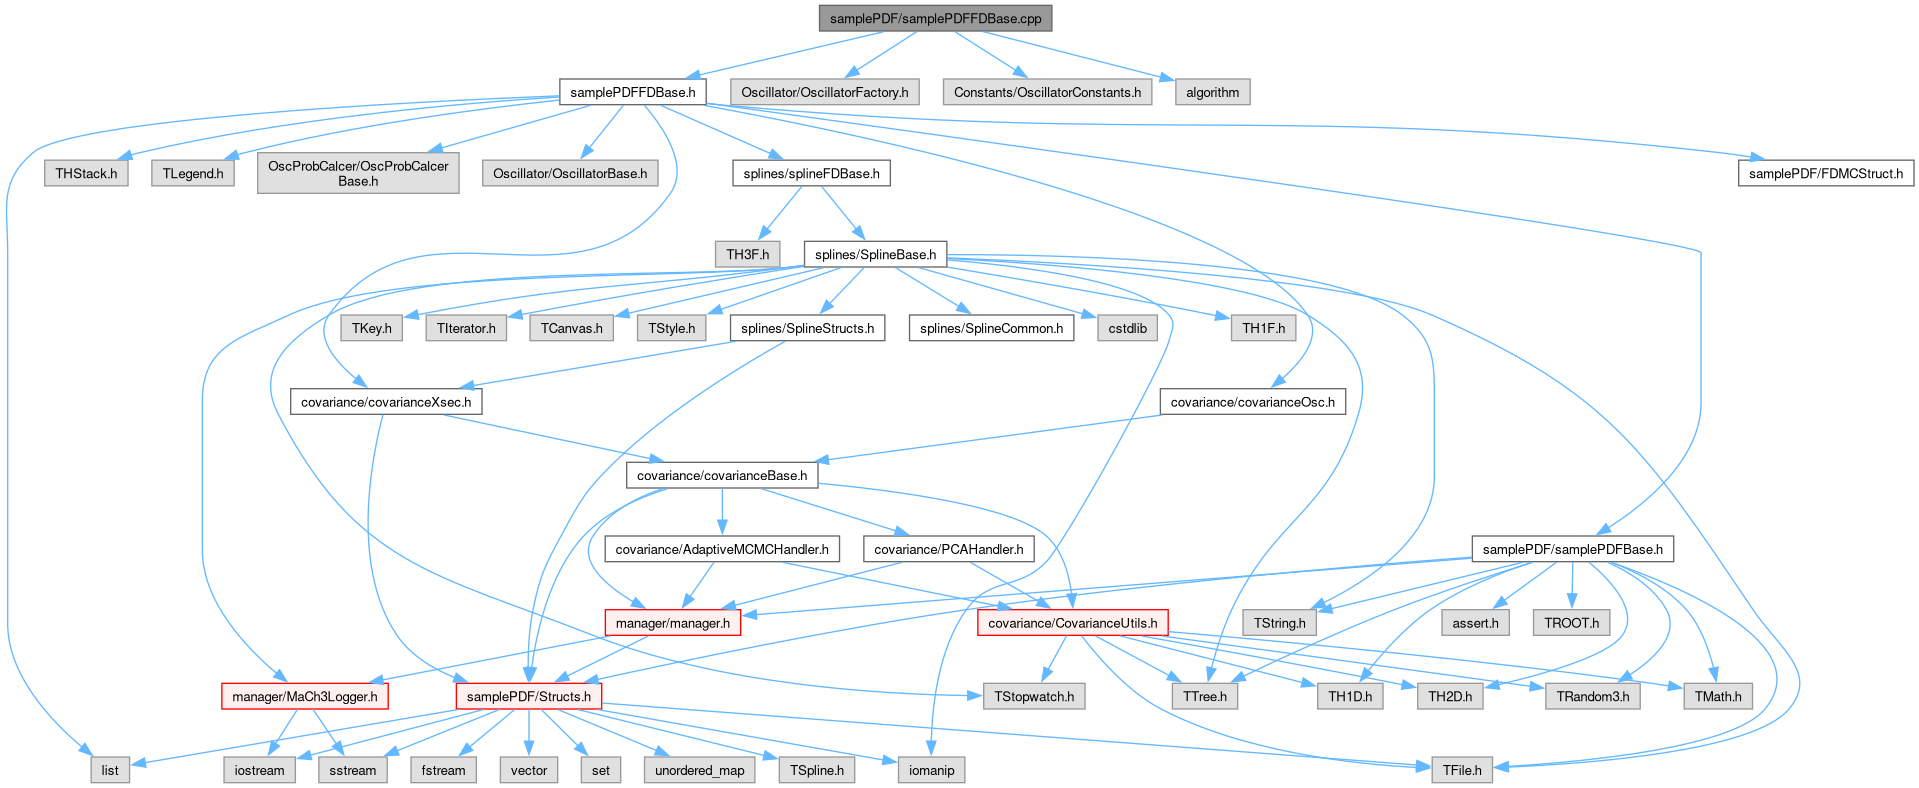 samplePDF/samplePDFFDBase.cpp
samplePDFFDBase.h
Oscillator/OscillatorFactory.h
Constants/OscillatorConstants.h
algorithm
THStack.h
TLegend.h
OscProbCalcer/OscProbCalcer
Base.h
Oscillator/OscillatorBase.h
splines/splineFDBase.h
samplePDF/FDMCStruct.h
TH3F.h
splines/SplineBase.h
TKey.h
TIterator.h
TCanvas.h
TStyle.h
splines/SplineStructs.h
splines/SplineCommon.h
cstdlib
TH1F.h
covariance/covarianceXsec.h
covariance/covarianceOsc.h
covariance/covarianceBase.h
covariance/AdaptiveMCMCHandler.h
covariance/PCAHandler.h
samplePDF/samplePDFBase.h
manager/manager.h
covariance/CovarianceUtils.h
TString.h
assert.h
TROOT.h
manager/MaCh3Logger.h
samplePDF/Structs.h
TStopwatch.h
TTree.h
TH1D.h
TH2D.h
TRandom3.h
TMath.h
list
iostream
sstream
fstream
vector
set
unordered_map
TSpline.h
iomanip
TFile.h